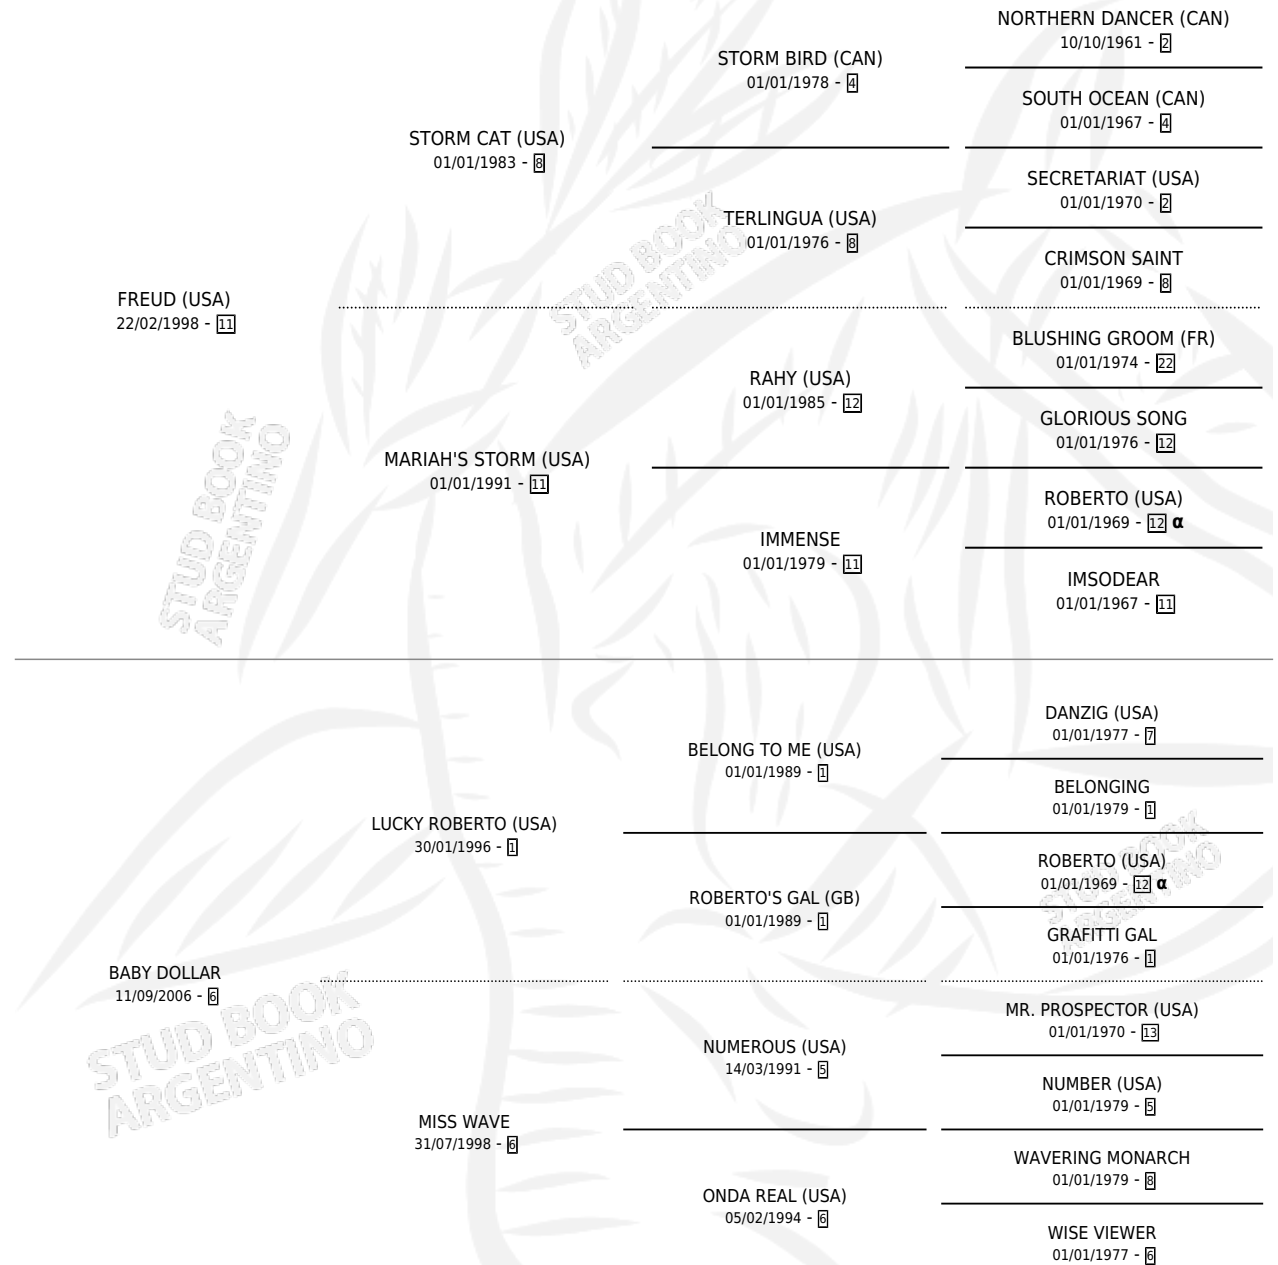 NORTHERN DANCER (CAN)
10/10/1961 - 2
STORM BIRD (CAN)
01/01/1978 - 4
SOUTH OCEAN (CAN)
01/01/1967 - 4
STORM CAT (USA)
01/01/1983 - 8
SECRETARIAT (USA)
01/01/1970 - 2
TERLINGUA (USA)
01/01/1976 - 8
CRIMSON SAINT
01/01/1969 - 8
FREUD (USA)
22/02/1998 - 11
BLUSHING GROOM (FR)
01/01/1974 - 22
RAHY (USA)
01/01/1985 - 12
GLORIOUS SONG
01/01/1976 - 12
MARIAH'S STORM (USA)
01/01/1991 - 11
ROBERTO (USA)
01/01/1969 - 12 α
IMMENSE
01/01/1979 - 11
IMSODEAR
01/01/1967 - 11
DANZIG (USA)
01/01/1977 - 7
BELONG TO ME (USA)
01/01/1989 - 1
BELONGING
01/01/1979 - 1
LUCKY ROBERTO (USA)
30/01/1996 - 1
ROBERTO (USA)
01/01/1969 - 12 α
ROBERTO'S GAL (GB)
01/01/1989 - 1
GRAFITTI GAL
01/01/1976 - 1
BABY DOLLAR
11/09/2006 - 6
MR. PROSPECTOR (USA)
01/01/1970 - 13
NUMEROUS (USA)
14/03/1991 - 5
NUMBER (USA)
01/01/1979 - 5
MISS WAVE
31/07/1998 - 6
WAVERING MONARCH
01/01/1979 - 8
ONDA REAL (USA)
05/02/1994 - 6
WISE VIEWER
01/01/1977 - 6
STUD BOOK
ARGENTINO
STUD BOOK
ARGENTINO
STUD BOOK
ARGENTINO
STUD BOOK
ARGENTINO